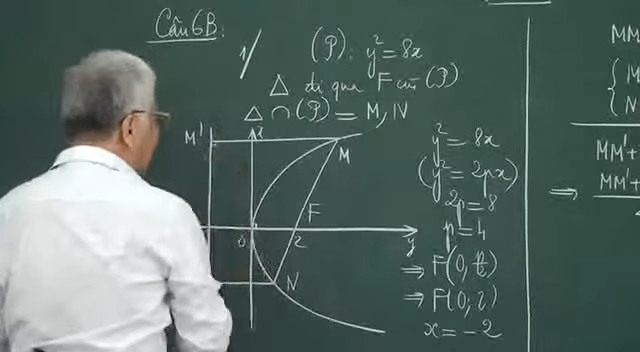 Câu 6B:
1/
(P): y² = 8x
Δ đi qua F của (P)
Δ ∩ (P) = M, N
M'
x
M
F
0
2
y
N
y² = 8x
(y² = 2px)
2p = 8
p = 4
⇒ F(0,
⇒ F(0; 2)
x = -2
MM
{ M
N
MM'+
⇒ MM'+